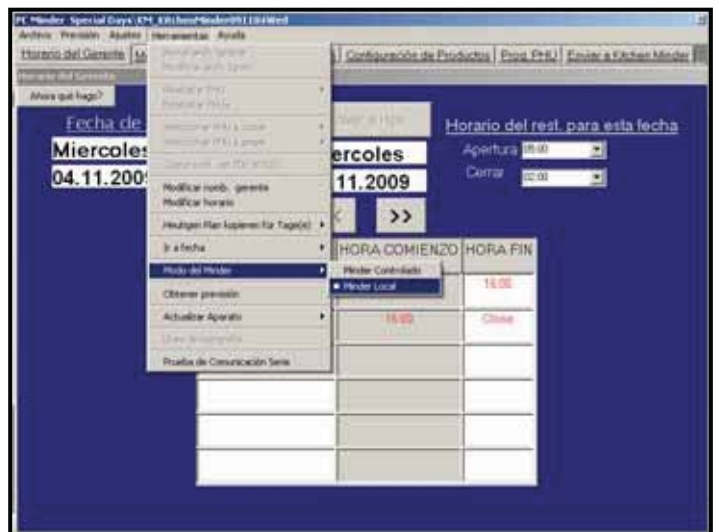 PC Minder Special Days KM_KitchenMinder091104Wed
Archivo Previsión Ajustes Herramientas Ayuda
Horario del Gerente Configuración de Productos Prog. PHU Enviar a Kitchen Minder
Horario del Gerente
Ahora qué hago?
Fecha de
Horario del rest. para esta fecha
Miercoles
ercoles
Apertura 05:00
04.11.200
11.2009
Cerrar 02:00
>>
Modificar nomb. gerente
Modificar horario
Heutigen Plan kopieren für Tage(e)
Ir a fecha
Modo del Minder
Minder Controlado
Minder Local
Obtener previsión
Actualizar Aparato
Prueba de Comunicación Serie
HORA COMIENZO HORA FIN
16:00
16:00 Close